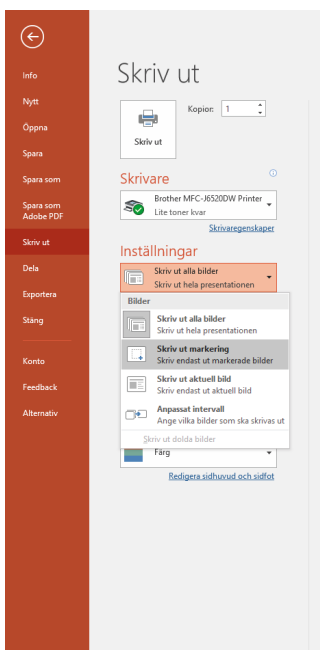 Info
Nytt
Öppna
Spara
Spara som
Spara som
Adobe PDF
Skriv ut
Dela
Exportera
Stäng
Konto
Feedback
Alternativ
Skriv ut
Kopior: 1
Skriv ut
Skrivare
Brother MFC-J6520DW Printer
Lite toner kvar
Skrivaregenskaper
Inställningar
Skriv ut alla bilder
Skriv ut hela presentationen
Bilder
Skriv ut alla bilder
Skriv ut hela presentationen
Skriv ut markering
Skriv endast ut markerade bilder
Skriv ut aktuell bild
Skriv endast ut aktuell bild
Anpassat intervall
Ange vilka bilder som ska skrivas ut
Skriv ut dolda bilder
Färg
Redigera sidhuvud och sidfot